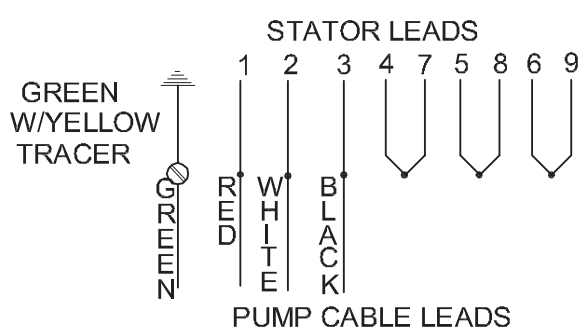 STATOR LEADS
1 2 3 4 7 5 8 6 9
GREEN
W/YELLOW
TRACER
GREEN
RED
WHITE
BLACK
PUMP CABLE LEADS